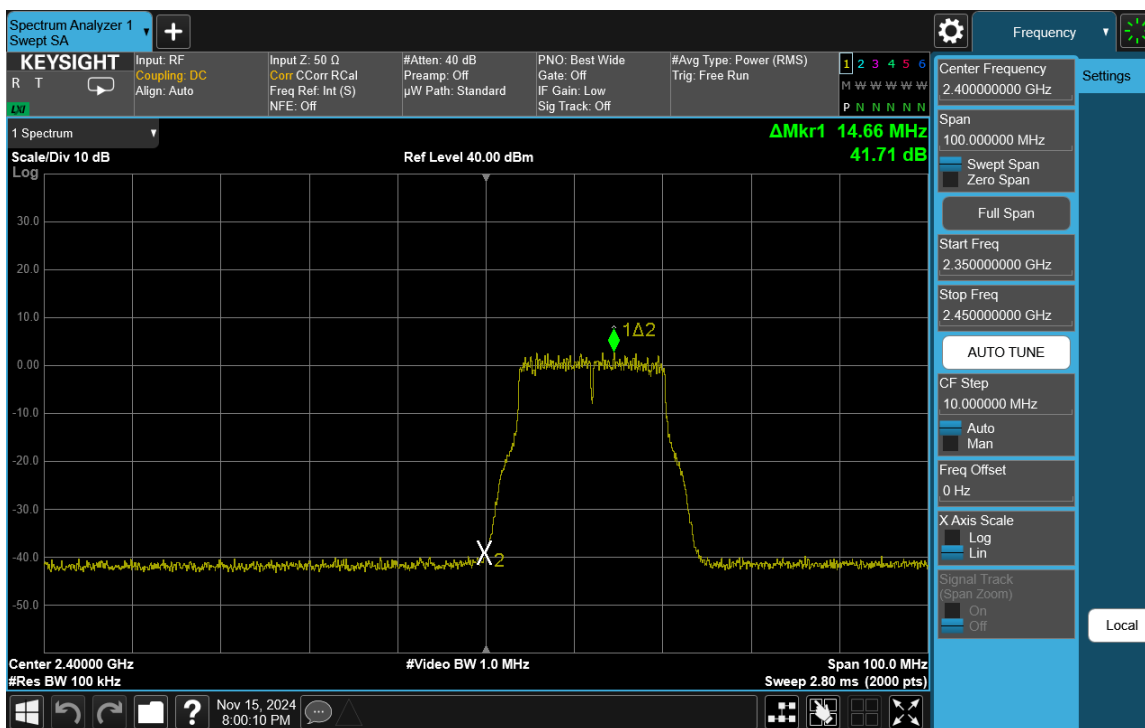 Spectrum Analyzer 1
Swept SA
+
Frequency
KEYSIGHT
R T
LXI
Input: RF
Coupling: DC
Align: Auto
Input Z: 50 Ω
Corr CCorr RCal
Freq Ref: Int (S)
NFE: Off
#Atten: 40 dB
Preamp: Off
µW Path: Standard
PNO: Best Wide
Gate: Off
IF Gain: Low
Sig Track: Off
#Avg Type: Power (RMS)
Trig: Free Run
1 2 3 4 5 6
M W W W W W
P N N N N N
1 Spectrum
ΔMkr1 14.66 MHz
41.71 dB
Scale/Div 10 dB
Ref Level 40.00 dBm
Log
30.0
20.0
10.0
0.00
-10.0
-20.0
-30.0
-40.0
-50.0
1Δ2
X2
Center 2.40000 GHz
#Video BW 1.0 MHz
Span 100.0 MHz
#Res BW 100 kHz
Sweep 2.80 ms (2000 pts)
?
Nov 15, 2024
8:00:10 PM
Center Frequency
2.400000000 GHz
Span
100.000000 MHz
Swept Span
Zero Span
Full Span
Start Freq
2.350000000 GHz
Stop Freq
2.450000000 GHz
AUTO TUNE
CF Step
10.000000 MHz
Auto
Man
Freq Offset
0 Hz
X Axis Scale
Log
Lin
Signal Track
(Span Zoom)
On
Off
Settings
Local